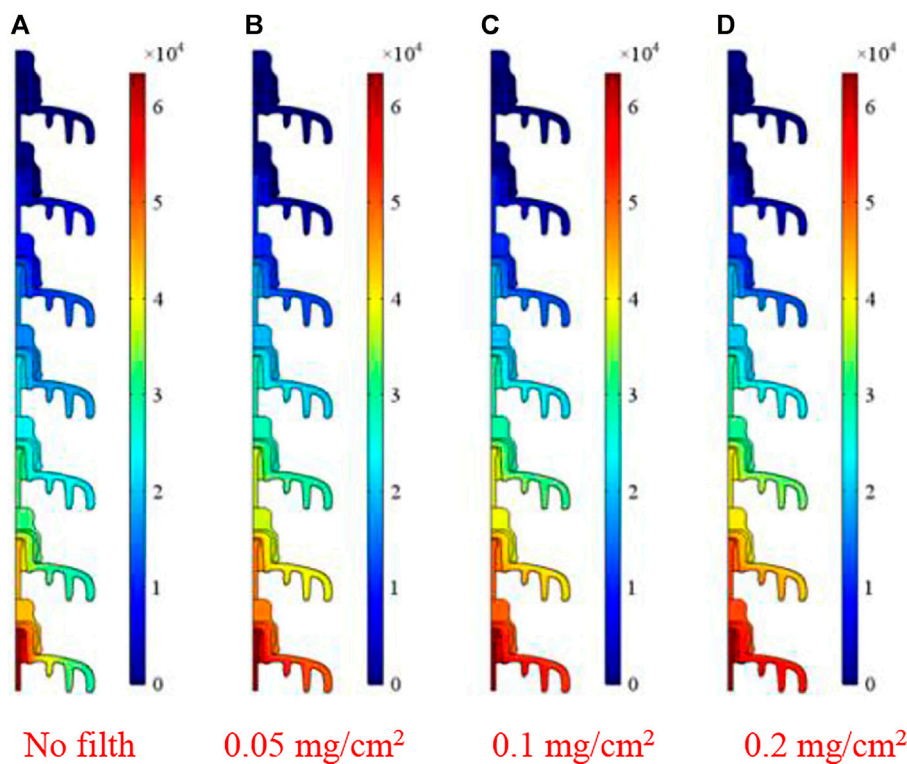 A B C D
×10⁴ ×10⁴ ×10⁴ ×10⁴
6 6 6 6
5 5 5 5
4 4 4 4
3 3 3 3
2 2 2 2
1 1 1 1
0 0 0 0
No filth 0.05 mg/cm² 0.1 mg/cm² 0.2 mg/cm²